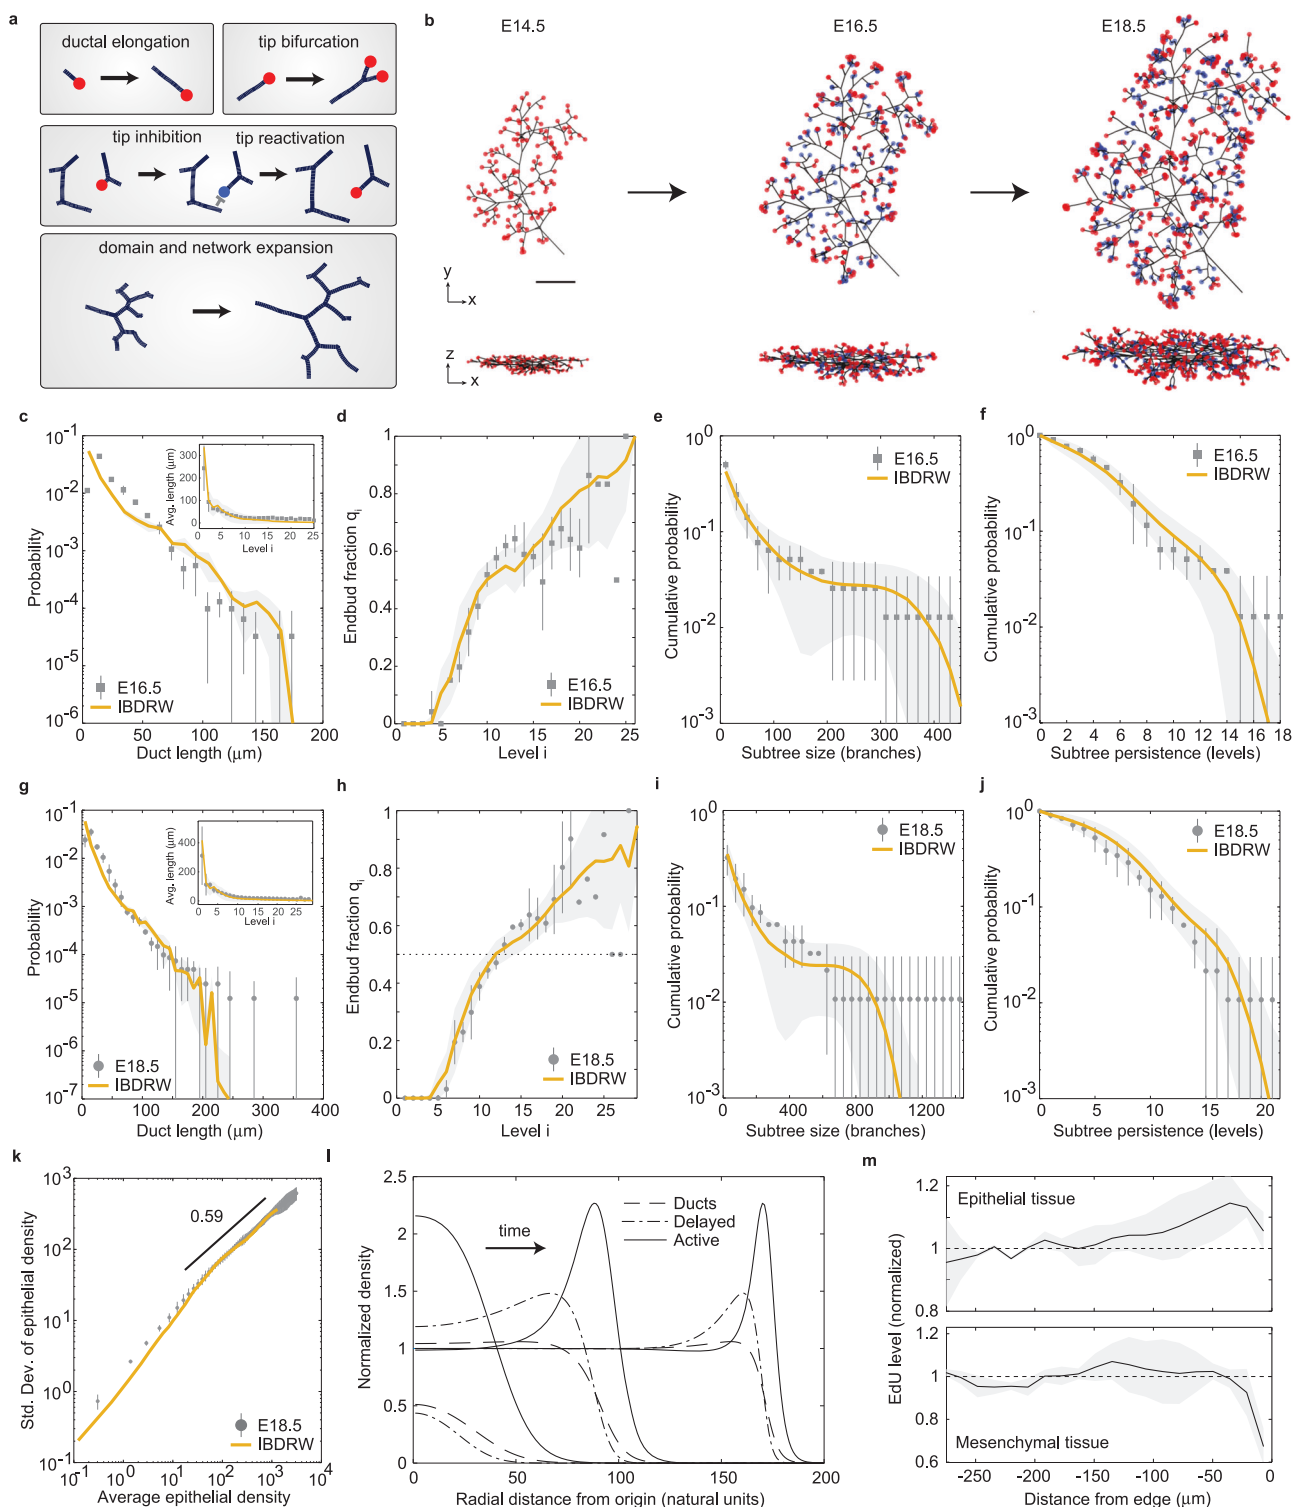 a
ductal elongation
tip bifurcation
tip inhibition
tip reactivation
domain and network expansion
b
E14.5
E16.5
E18.5
y
x
z
x
c
10^-1
10^-2
10^-3
10^-4
10^-5
10^-6
Probability
0
100
200
Duct length (μm)
E16.5
IBDRW
Avg. length (μm)
300
200
100
0
0 5 10 15 20 25
Level i
d
1
0.8
0.6
0.4
0.2
0
Endbud fraction q_i
0 5 10 15 20 25
Level i
E16.5
IBDRW
e
10^0
10^-1
10^-2
10^-3
Cumulative probability
0 200 400
Subtree size (branches)
E16.5
IBDRW
f
10^0
10^-1
10^-2
10^-3
Cumulative probability
0 2 4 6 8 10 12 14 16 18
Subtree persistence (levels)
E16.5
IBDRW
g
10^-1
10^-2
10^-3
10^-4
10^-5
10^-6
10^-7
Probability
0 100 200 300 400
Duct length (μm)
E18.5
IBDRW
Avg. length (μm)
400
200
0
0 5 10 15 20 25
Level i
h
1
0.8
0.6
0.4
0.2
0
Endbud fraction q_i
0 5 10 15 20 25
Level i
E18.5
IBDRW
i
10^0
10^-1
10^-2
10^-3
Cumulative probability
0 400 800 1200
Subtree size (branches)
E18.5
IBDRW
j
10^0
10^-1
10^-2
10^-3
Cumulative probability
0 5 10 15 20
Subtree persistence (levels)
E18.5
IBDRW
k
10^3
10^2
10^1
10^0
10^-1
Std. Dev. of epithelial density
10^-1 10^0 10^1 10^2 10^3 10^4
Average epithelial density
0.59
E18.5
IBDRW
l
2.5
2
1.5
1
0.5
0
Normalized density
0 50 100 150 200
Radial distance from origin (natural units)
time
Ducts
Delayed
Active
m
1.2
1
0.8
Epithelial tissue
1.2
1
0.8
0.6
Mesenchymal tissue
EdU level (normalized)
-250 -200 -150 -100 -50 0
Distance from edge (μm)